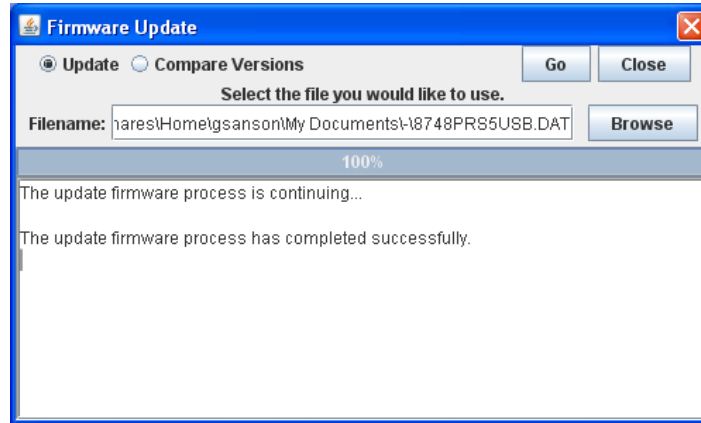 Firmware Update
Update Compare Versions Go Close
Select the file you would like to use.
Filename: hares\Home\gsanson\My Documents\-\8748PRS5USB.DAT Browse
100%
The update firmware process is continuing...
The update firmware process has completed successfully.